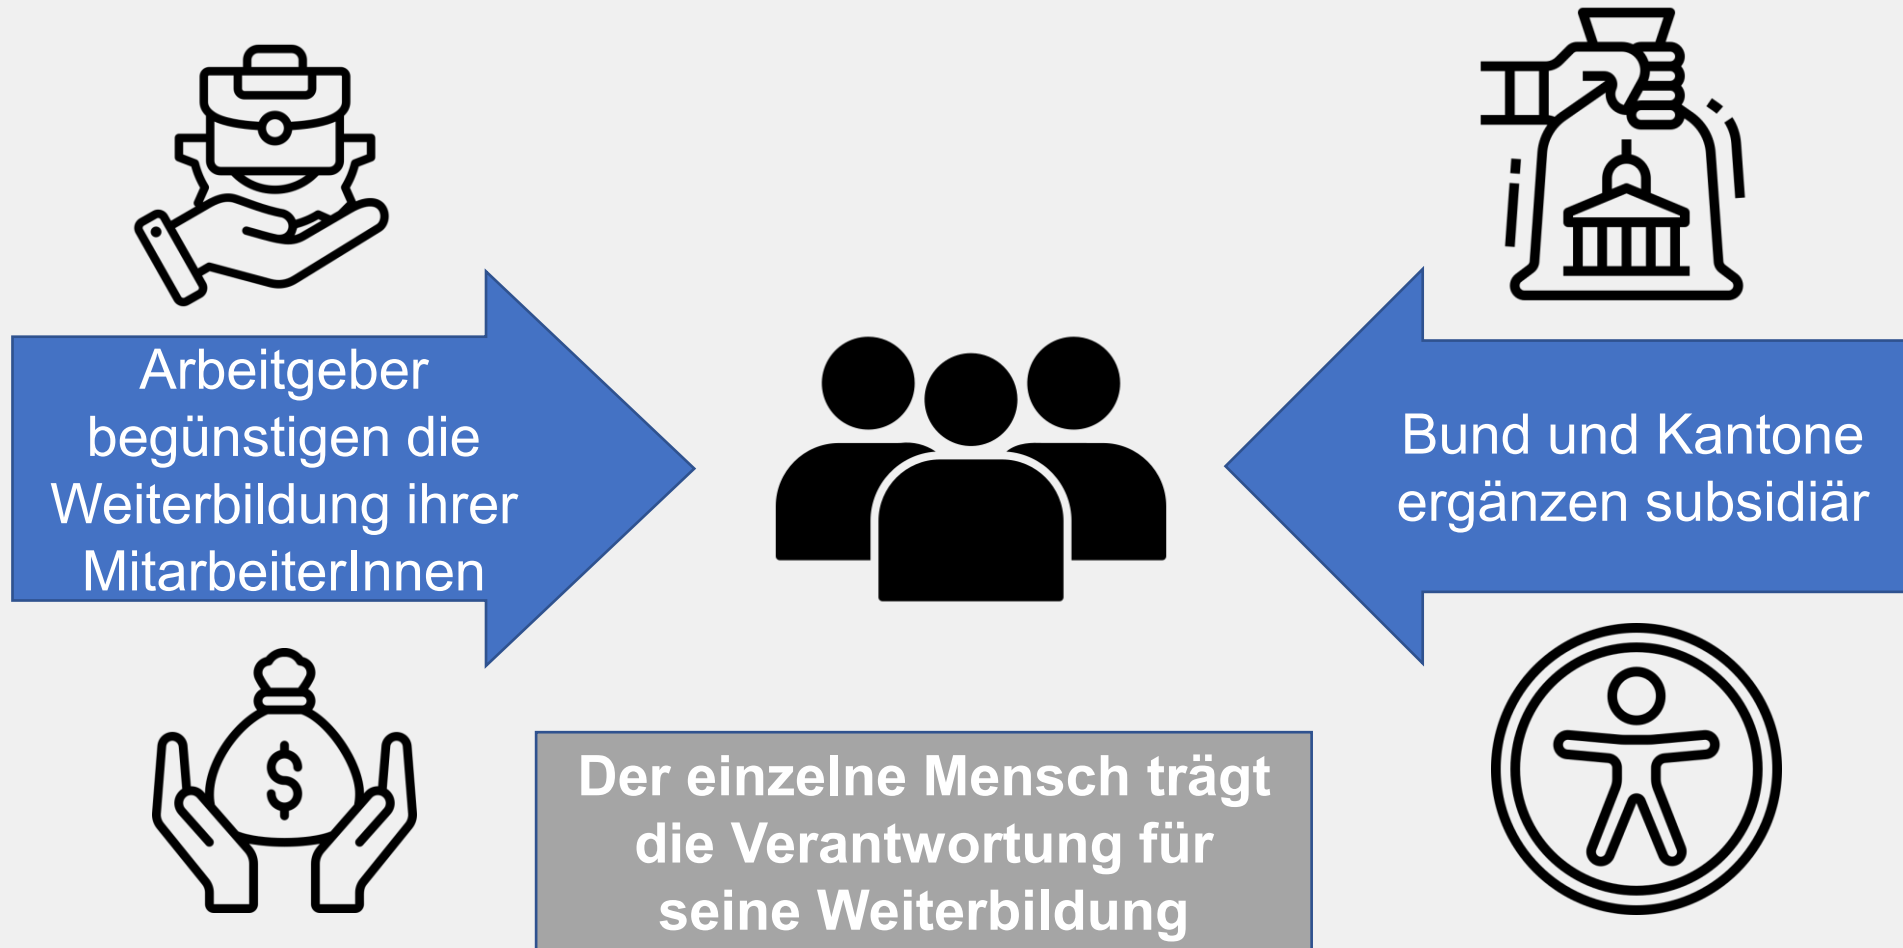 Arbeitgeber
begünstigen die
Weiterbildung ihrer
MitarbeiterInnen
Bund und Kantone
ergänzen subsidiär
$
Der einzelne Mensch trägt
die Verantwortung für
seine Weiterbildung